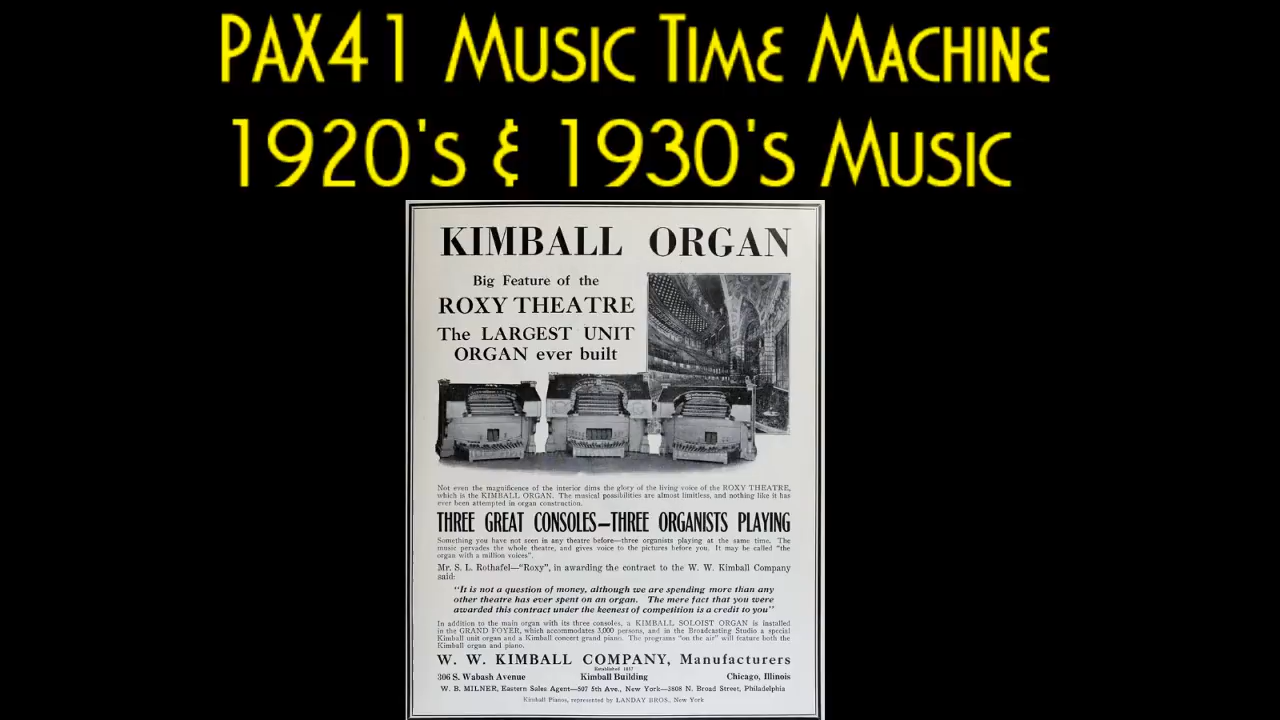 PAX41 Music Time Machine
1920's & 1930's Music
KIMBALL ORGAN
Big Feature of the
ROXY THEATRE
The LARGEST UNIT
ORGAN ever built
Not even the magnificence of the interior dims the glory of the living voice of the ROXY THEATRE,
which is the KIMBALL ORGAN. The musical possibilities are almost limitless, and nothing like it has
ever been attempted in organ construction.
THREE GREAT CONSOLES—THREE ORGANISTS PLAYING
Something you have not seen in any theatre before—three organists playing at the same time. The
music pervades the whole theatre, and gives voice to the pictures before you. It may be called "the
organ with a million voices".
Mr. S. L. Rothafel—"Roxy", in awarding the contract to the W. W. Kimball Company
said:
"It is not a question of money, although we are spending more than any
other theatre has ever spent on an organ. The mere fact that you were
awarded this contract under the keenest of competition is a credit to you"
In addition to the main organ with its three consoles, a KIMBALL SOLOIST ORGAN is installed
in the GRAND FOYER, which accommodates 3,000 persons, and in the Broadcasting Studio a special
Kimball unit organ and a Kimball concert grand piano. The programs "on the air" will feature both the
Kimball organ and piano.
W. W. KIMBALL COMPANY, Manufacturers
Established 1857
306 S. Wabash Avenue Kimball Building Chicago, Illinois
W. B. MILNER, Eastern Sales Agent—507 5th Ave., New York—3608 N. Broad Street, Philadelphia
Kimball Pianos, represented by LANDAY BROS., New York